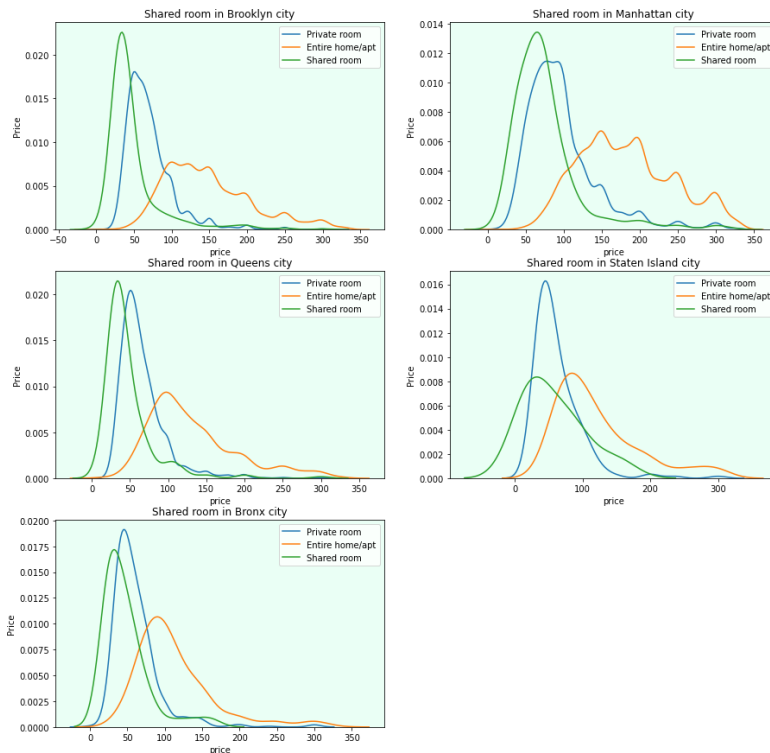 Shared room in Brooklyn city
Private room
Entire home/apt
Shared room
0.020
0.015
0.010
0.005
0.000
Price
−50
0
50
100
150
200
250
300
350
price
Shared room in Manhattan city
Private room
Entire home/apt
Shared room
0.014
0.012
0.010
0.008
0.006
0.004
0.002
0.000
Price
0
50
100
150
200
250
300
350
price
Shared room in Queens city
Private room
Entire home/apt
Shared room
0.020
0.015
0.010
0.005
0.000
Price
0
50
100
150
200
250
300
350
price
Shared room in Staten Island city
Private room
Entire home/apt
Shared room
0.016
0.014
0.012
0.010
0.008
0.006
0.004
0.002
0.000
Price
0
100
200
300
price
Shared room in Bronx city
Private room
Entire home/apt
Shared room
0.0200
0.0175
0.0150
0.0125
0.0100
0.0075
0.0050
0.0025
0.0000
Price
0
50
100
150
200
250
300
350
price